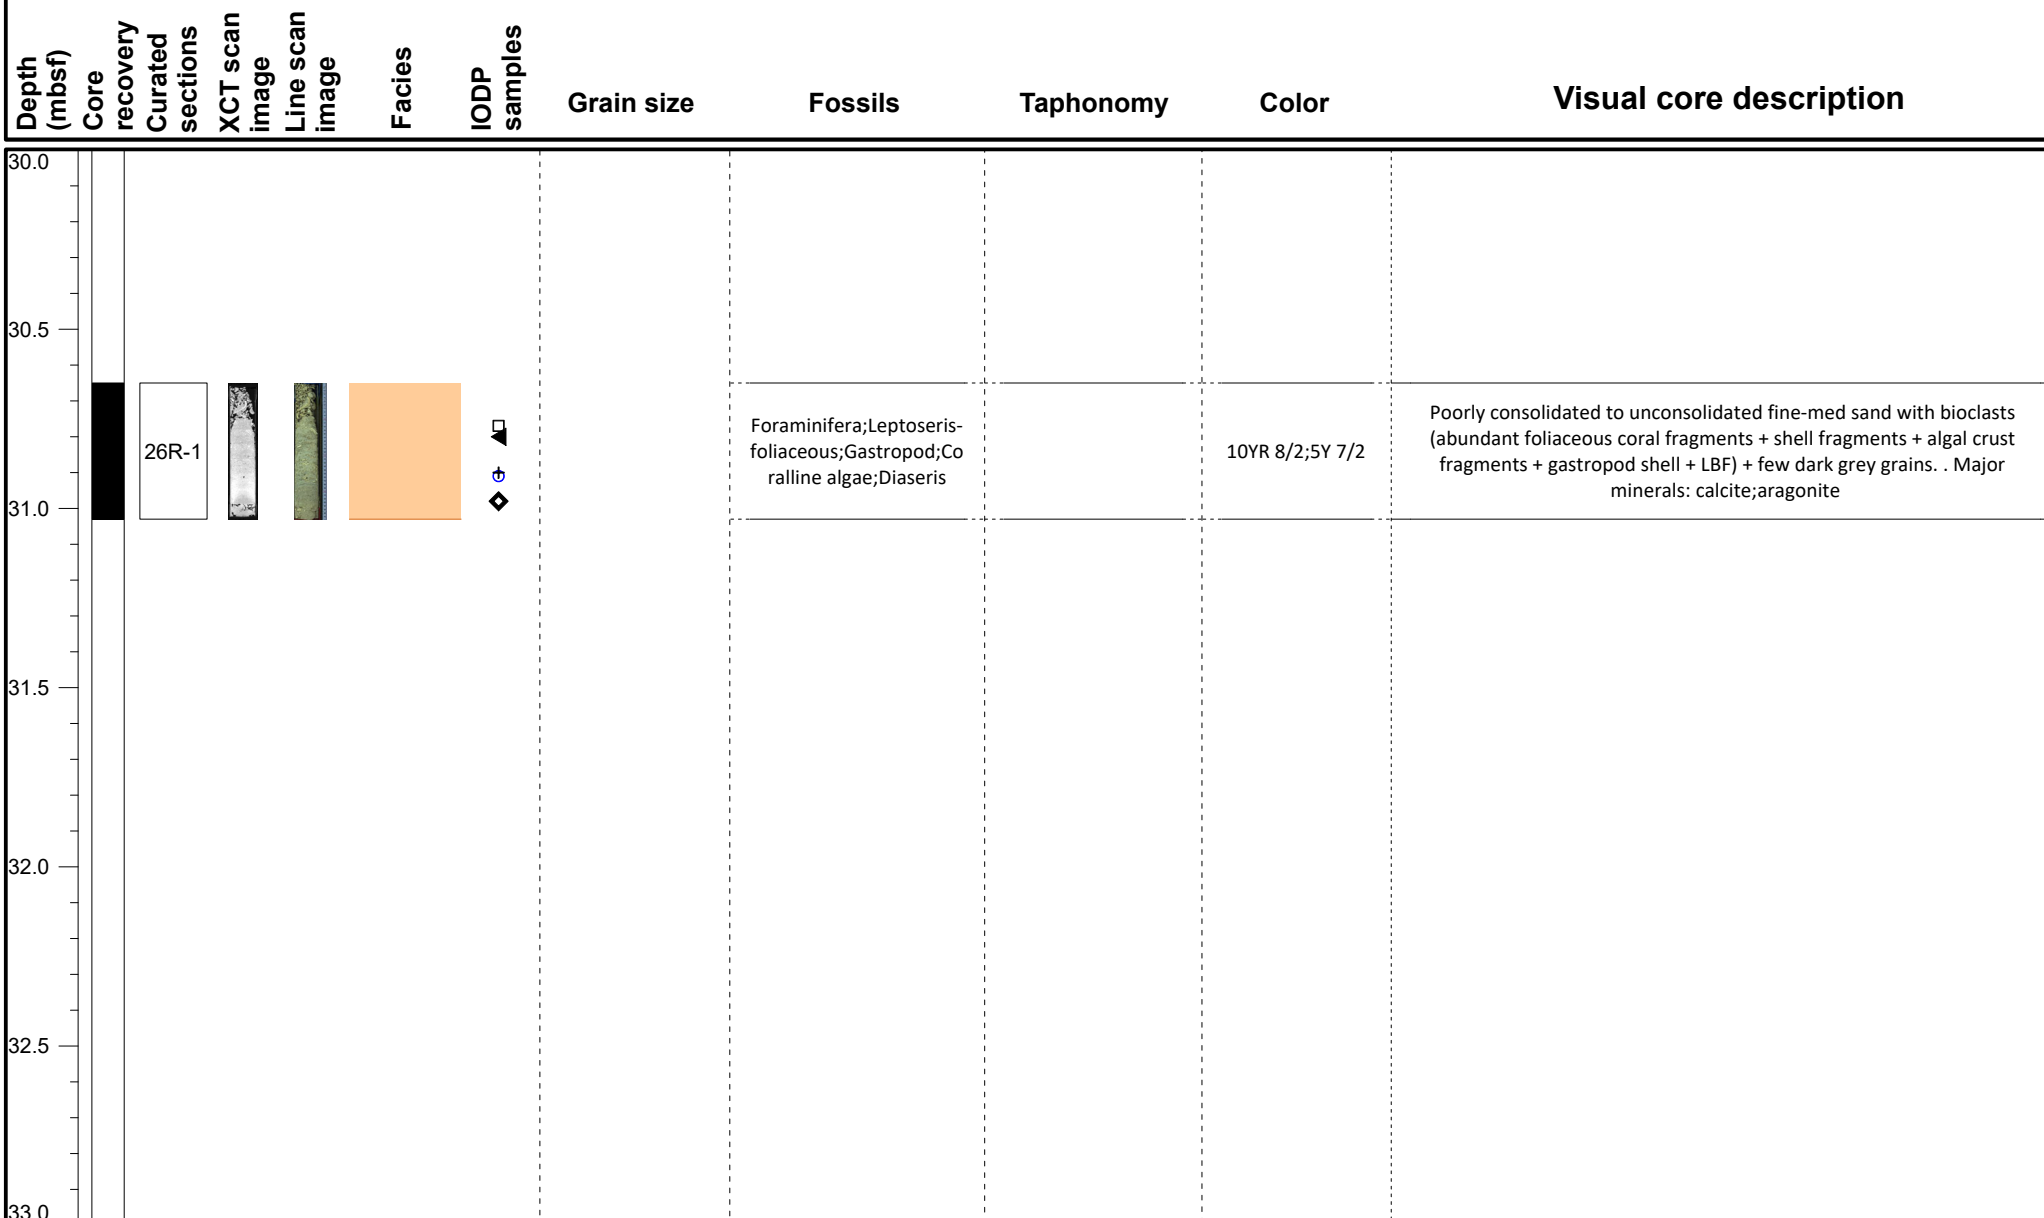 Depth
(mbsf)
Core
recovery
Curated
sections
XCT scan
image
Line scan
image
Facies
IODP
samples
Grain size
Fossils
Taphonomy
Color
Visual core description
30.0
30.5
26R-1
Foraminifera;Leptoseris-
foliaceous;Gastropod;Co
ralline algae;Diaseris
10YR 8/2;5Y 7/2
Poorly consolidated to unconsolidated fine-med sand with bioclasts
(abundant foliaceous coral fragments + shell fragments + algal crust
fragments + gastropod shell + LBF) + few dark grey grains. . Major
minerals: calcite;aragonite
31.0
31.5
32.0
32.5
33.0